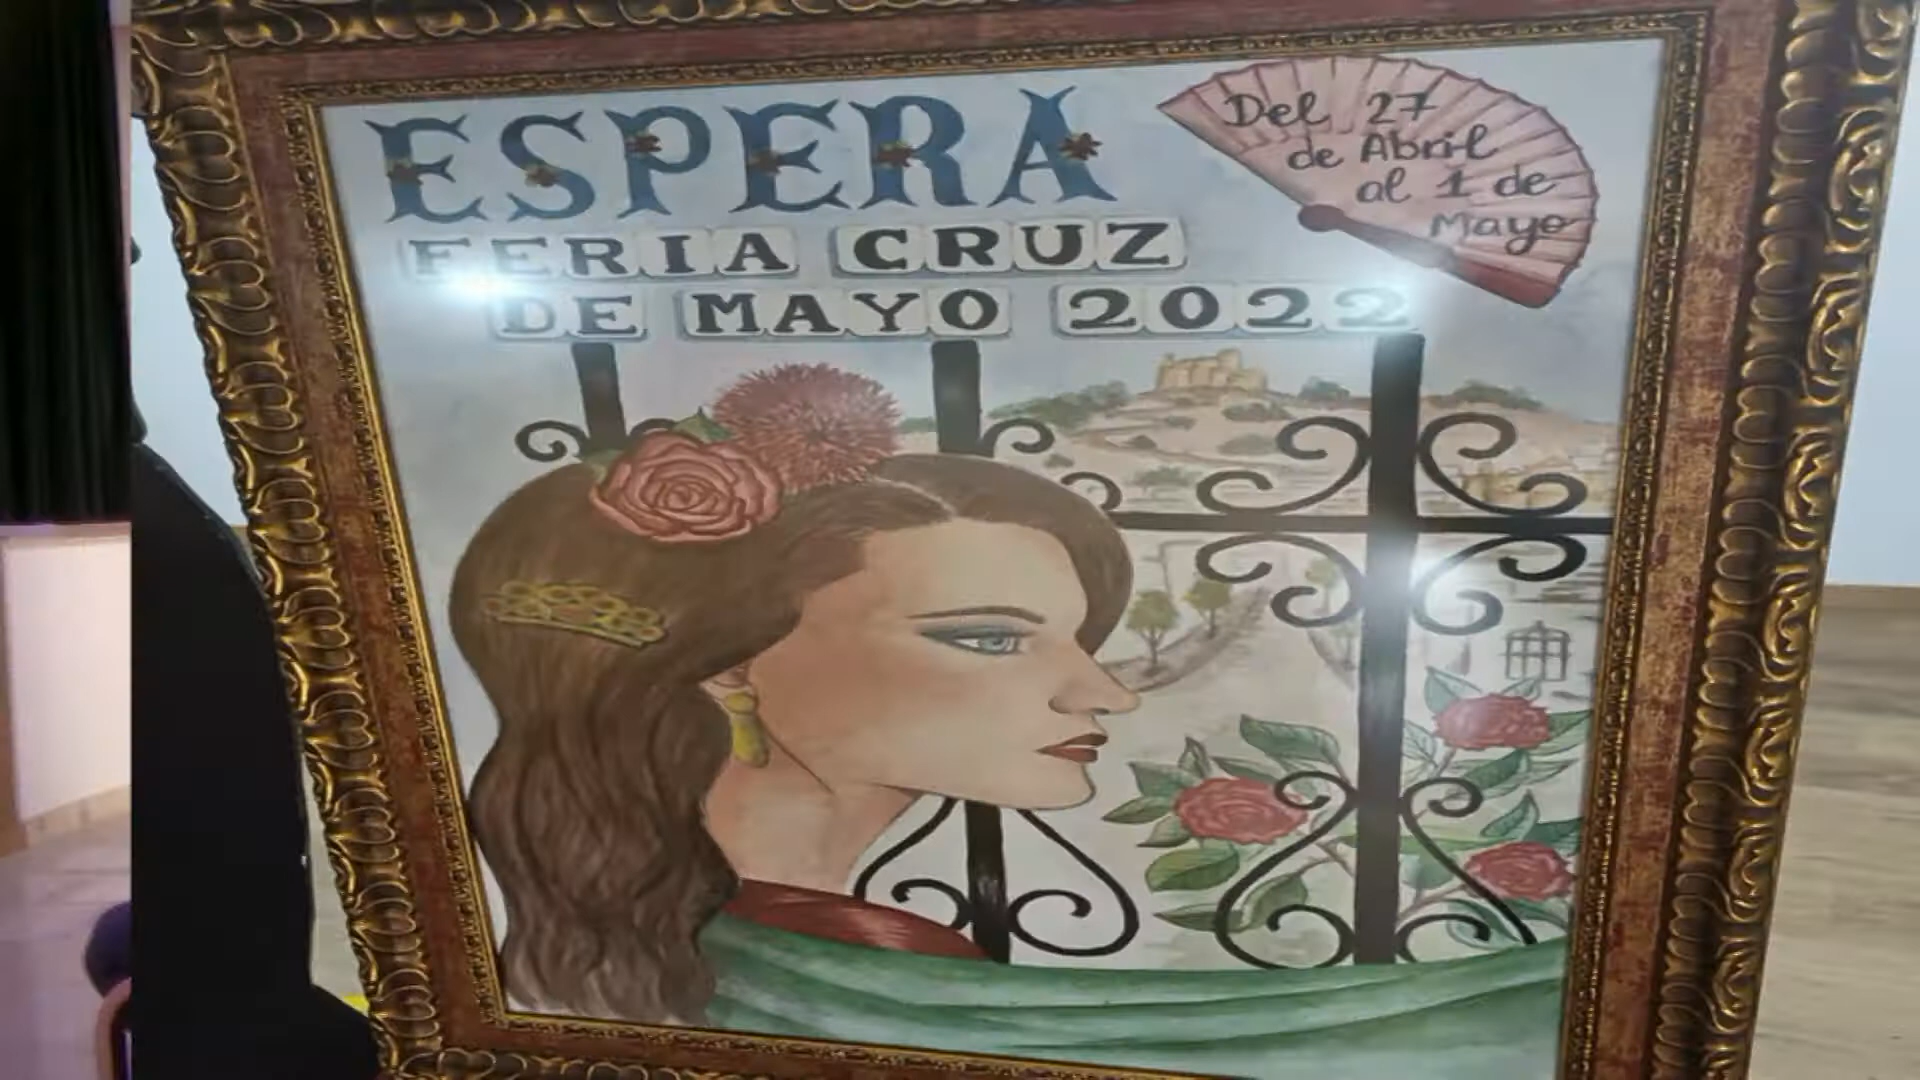 ESPERA
FERIA CRUZ
DE MAYO 2022
Del 27
de Abril
al 1 de
Mayo